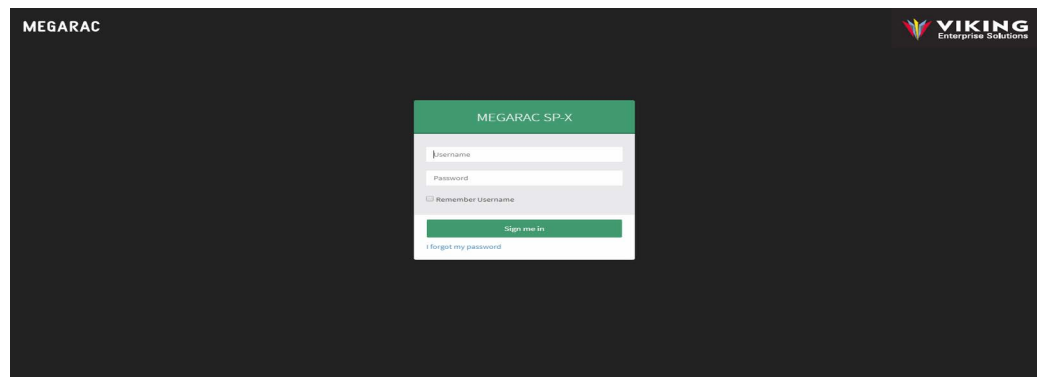 MEGARAC
VIKING
Enterprise Solutions
MEGARAC SP-X
Username
Password
Remember Username
Sign me in
I forgot my password